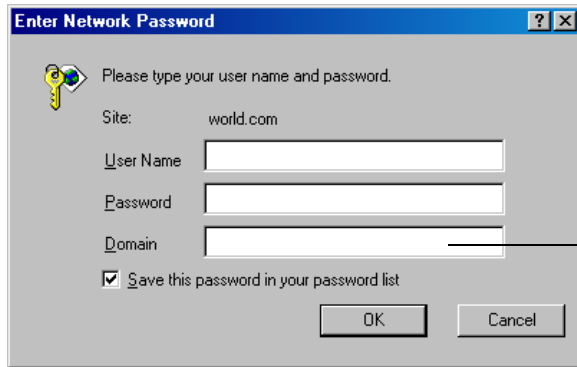 Enter Network Password
Please type your user name and password.
Site: world.com
User Name
Password
Domain
Save this password in your password list
OK Cancel